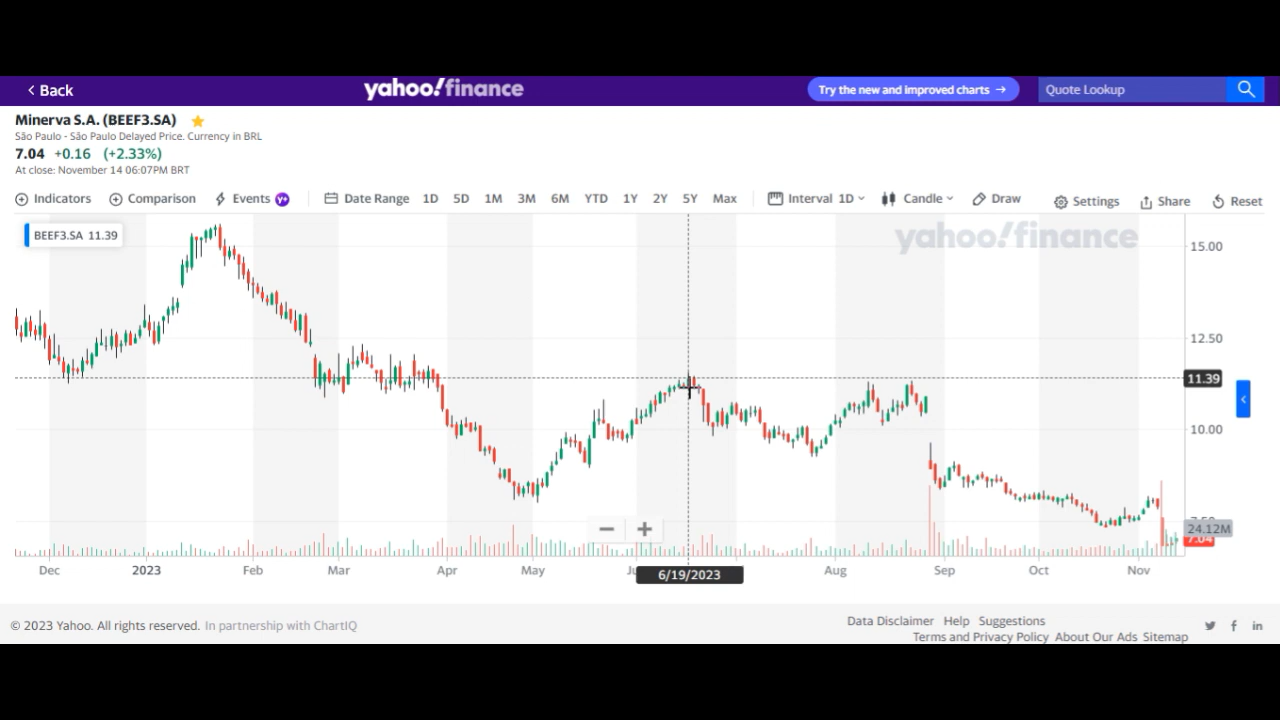 Back
yahoo!finance
Try the new and improved charts →
Quote Lookup
Minerva S.A. (BEEF3.SA)
São Paulo - São Paulo Delayed Price. Currency in BRL
7.04 +0.16 (+2.33%)
At close: November 14 06:07PM BRT
Indicators Comparison Events Y+ Date Range 1D 5D 1M 3M 6M YTD 1Y 2Y 5Y Max Interval 1D Candle Draw Settings Share Reset
BEEF3.SA 11.39
yahoo!finance
15.00
12.50
11.39
10.00
24.12M
7.04
Dec 2023 Feb Mar Apr May 6/19/2023 Aug Sep Oct Nov
© 2023 Yahoo. All rights reserved. In partnership with ChartIQ
Data Disclaimer Help Suggestions
Terms and Privacy Policy About Our Ads Sitemap